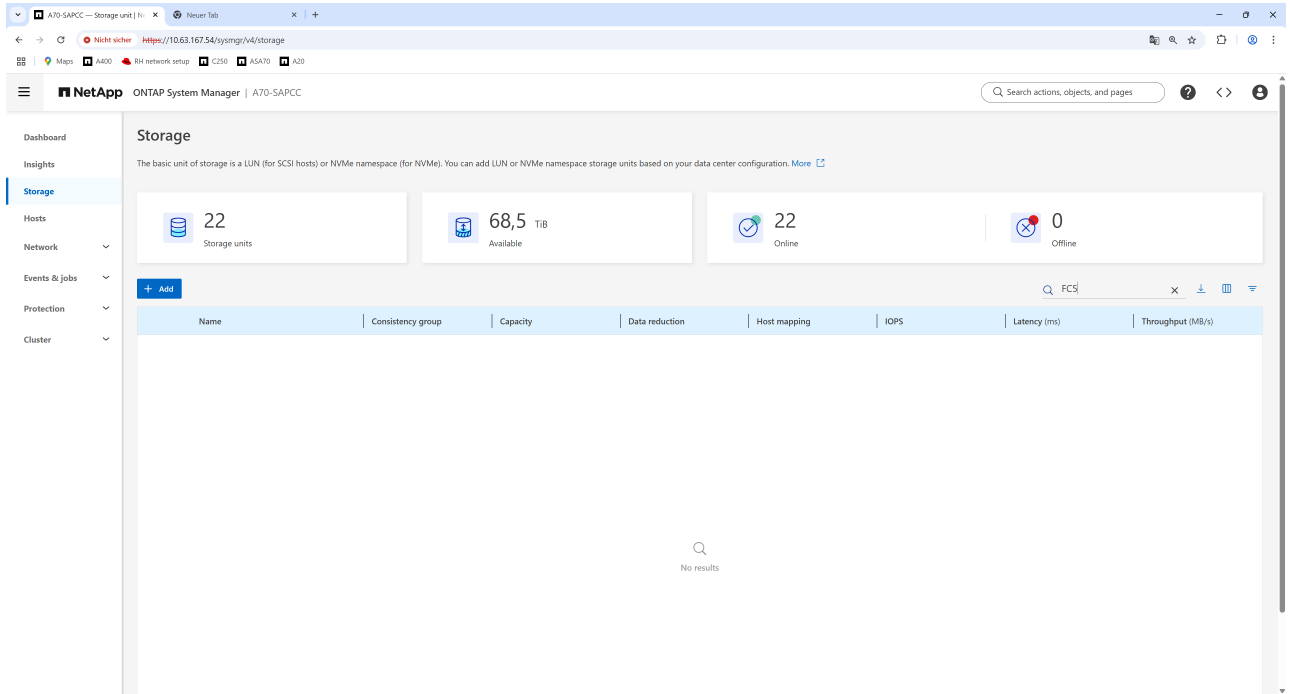 A70-SAPCC — Storage unit | N
Neuer Tab
Nicht sicher https://10.63.167.54/sysmgr/v4/storage
Maps A400 RH network setup C250 ASA70 A20
NetApp ONTAP System Manager | A70-SAPCC
Search actions, objects, and pages
Dashboard
Insights
Storage
Hosts
Network
Events & jobs
Protection
Cluster
Storage
The basic unit of storage is a LUN (for SCSI hosts) or NVMe namespace (for NVMe). You can add LUN or NVMe namespace storage units based on your data center configuration. More
22
Storage units
68,5 TiB
Available
22
Online
0
Offline
+ Add
FC5
Name Consistency group Capacity Data reduction Host mapping IOPS Latency (ms) Throughput (MB/s)
No results